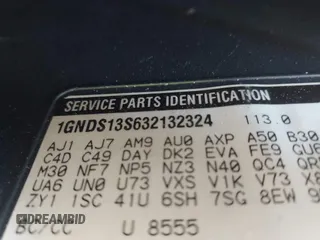 SERVICE PARTS IDENTIFICATION
1GNDS13S632132324 113.0
AJ1 AJ7 AM9 AU0 AXP A50 B30
C4D C49 DAY DK2 EVA FE9
M30 NF7 NP5 NZ3 N40 QC4
UA6 UN0 U73 VXS V1K V73
ZY1 1SC 41U 6SH 7SG 8EW
BC/CC U 8555